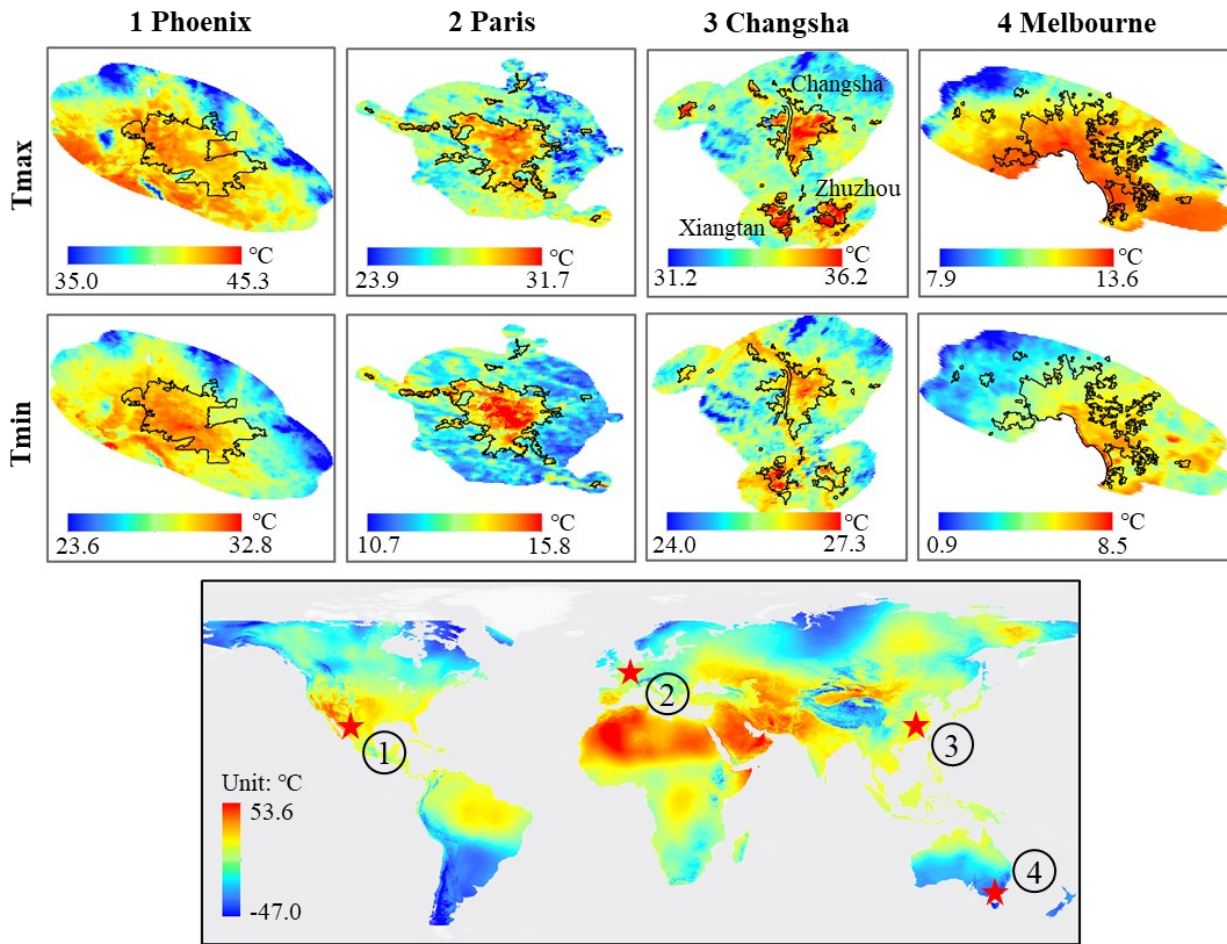 1 Phoenix
2 Paris
3 Changsha
4 Melbourne
Tmax
°C
35.0
45.3
°C
23.9
31.7
Changsha
Zhuzhou
Xiangtan
°C
31.2
36.2
°C
7.9
13.6
Tmin
°C
23.6
32.8
°C
10.7
15.8
°C
24.0
27.3
°C
0.9
8.5
1
2
3
4
Unit: °C
53.6
-47.0